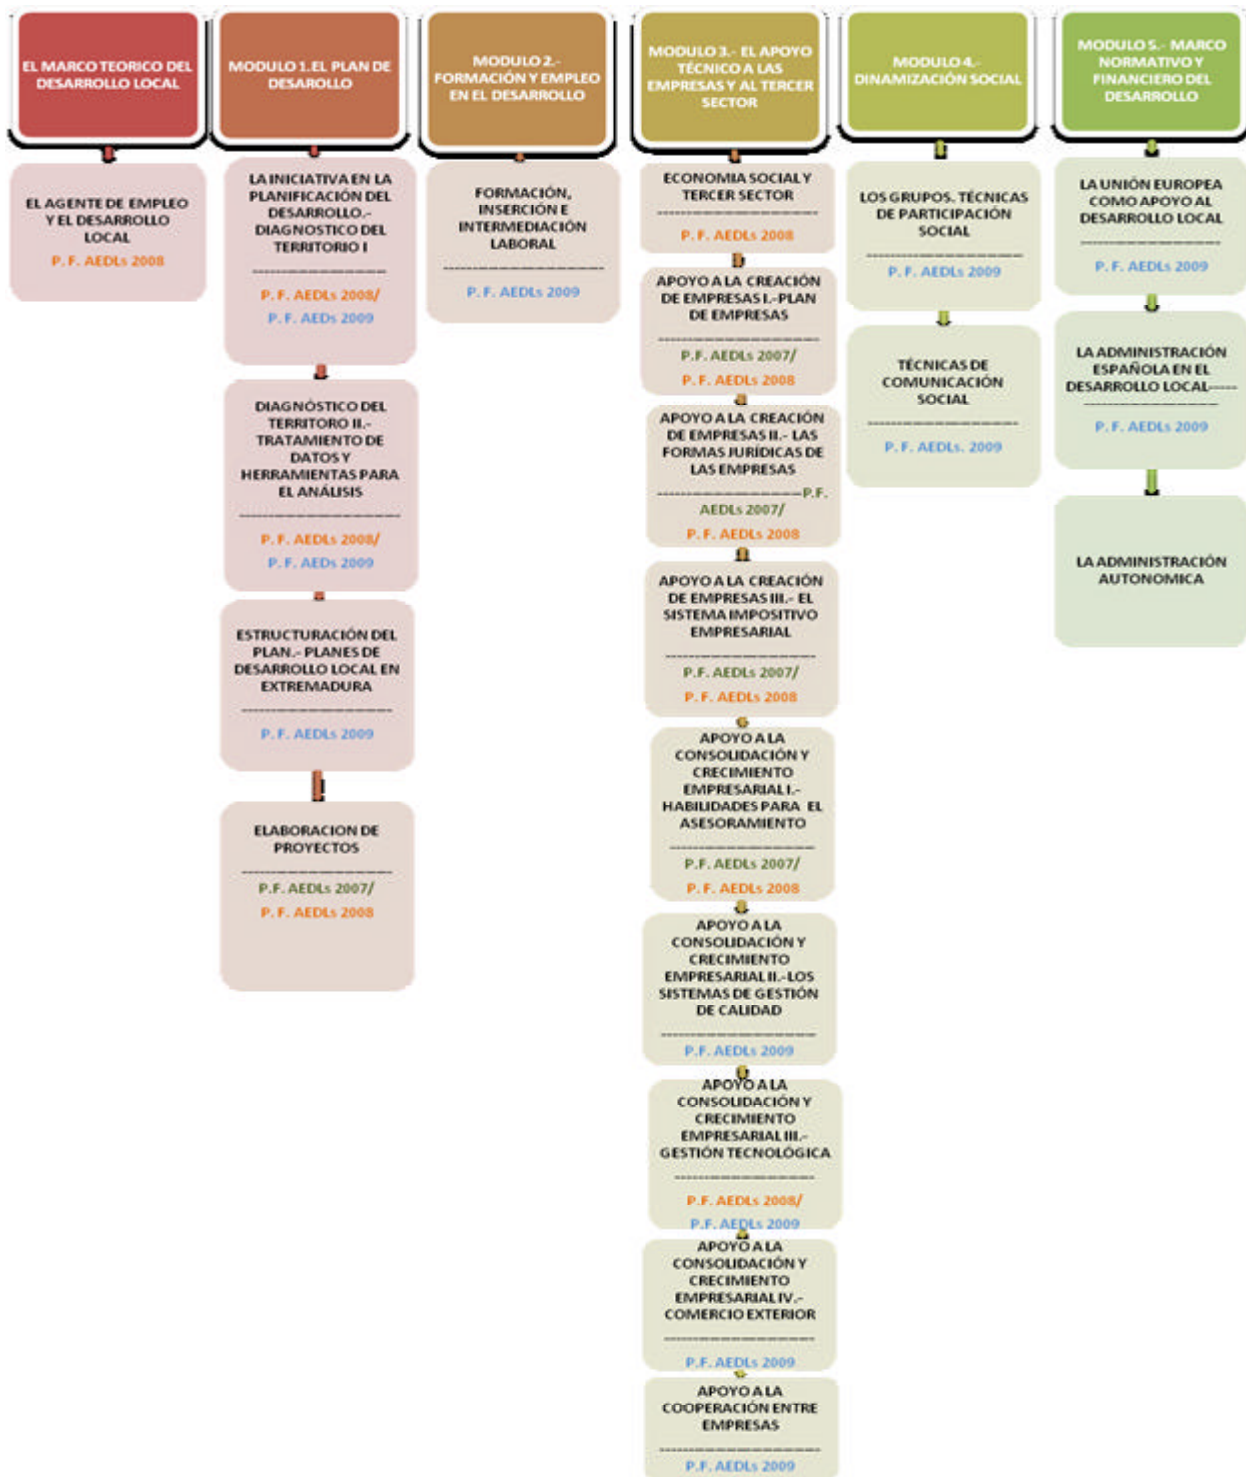 EL MARCO TEORICO DEL
DESARROLLO LOCAL
EL AGENTE DE EMPLEO
Y EL DESARROLLO
LOCAL
P. F. AEDLs 2008
MODULO 1.EL PLAN DE
DESAROLLO
LA INICIATIVA EN LA
PLANIFICACIÓN DEL
DESARROLLO.-
DIAGNOSTICO DEL
TERRITORIO I
----------------------------
P. F. AEDLs 2008/
P. F. AEDs 2009
DIAGNÓSTICO DEL
TERRITORO II.-
TRATAMIENTO DE
DATOS Y
HERRAMIENTAS PARA
EL ANÁLISIS
----------------------------------
P. F. AEDLs 2008/
P. F. AEDs 2009
ESTRUCTURACIÓN DEL
PLAN.- PLANES DE
DESARROLLO LOCAL EN
EXTREMADURA
--------------------------------
P. F. AEDLs 2009
ELABORACION DE
PROYECTOS
--------------------------------
P.F. AEDLs 2007/
P. F. AEDLs 2008
MODULO 2.-
FORMACIÓN Y EMPLEO
EN EL DESARROLLO
FORMACIÓN,
INSERCIÓN E
INTERMEDIACIÓN
LABORAL
----------------------------------
P. F. AEDLs 2009
MODULO 3.- EL APOYO
TÉCNICO A LAS
EMPRESAS Y AL TERCER
SECTOR
ECONOMIA SOCIAL Y
TERCER SECTOR
----------------------------------
P. F. AEDLs 2008
APOYO A LA CREACIÓN
DE EMPRESAS I.-PLAN
DE EMPRESAS
----------------------------------
P.F. AEDLs 2007/
P. F. AEDLs 2008
APOYO A LA CREACIÓN
DE EMPRESAS II.- LAS
FORMAS JURÍDICAS DE
LAS EMPRESAS
-------------------------------P.F.
AEDLs 2007/
P. F. AEDLs 2008
APOYO A LA CREACIÓN
DE EMPRESAS III.- EL
SISTEMA IMPOSITIVO
EMPRESARIAL
--------------------------------
P.F. AEDLs 2007/
P. F. AEDLs 2008
APOYO A LA
CONSOLIDACIÓN Y
CRECIMIENTO
EMPRESARIAL I.-
HABILIDADES PARA EL
ASESORAMIENTO
-------------------------------
P.F. AEDLs 2007/
P. F. AEDLs 2008
APOYO A LA
CONSOLIDACIÓN Y
CRECIMIENTO
EMPRESARIAL II.-LOS
SISTEMAS DE GESTIÓN
DE CALIDAD
---------------------------------
P.F. AEDLs 2009
APOYO A LA
CONSOLIDACIÓN Y
CRECIMIENTO
EMPRESARIAL III.-
GESTIÓN TECNOLÓGICA
------------------------------
P.F. AEDLs 2008/
P.F. AEDLs 2009
APOYO A LA
CONSOLIDACIÓN Y
CRECIMIENTO
EMPRESARIAL IV.-
COMERCIO EXTERIOR
--------------------------------
P.F. AEDLs 2009
APOYO A LA
COOPERACIÓN ENTRE
EMPRESAS
----------------------------------
P.F. AEDLs 2009
MODULO 4.-
DINAMIZACIÓN SOCIAL
LOS GRUPOS. TÉCNICAS
DE PARTICIPACIÓN
SOCIAL
----------------------------------
P. F. AEDLs 2009
TÉCNICAS DE
COMUNICACIÓN
SOCIAL
--------------------------------
P. F. AEDLs. 2009
MODULO 5.- MARCO
NORMATIVO Y
FINANCIERO DEL
DESARROLLO
LA UNIÓN EUROPEA
COMO APOYO AL
DESARROLLO LOCAL
-----------------------------
P. F. AEDLs 2009
LA ADMINISTRACIÓN
ESPAÑOLA EN EL
DESARROLLO LOCAL------
----------------------------
P. F. AEDLs 2009
LA ADMINISTRACIÓN
AUTONOMICA